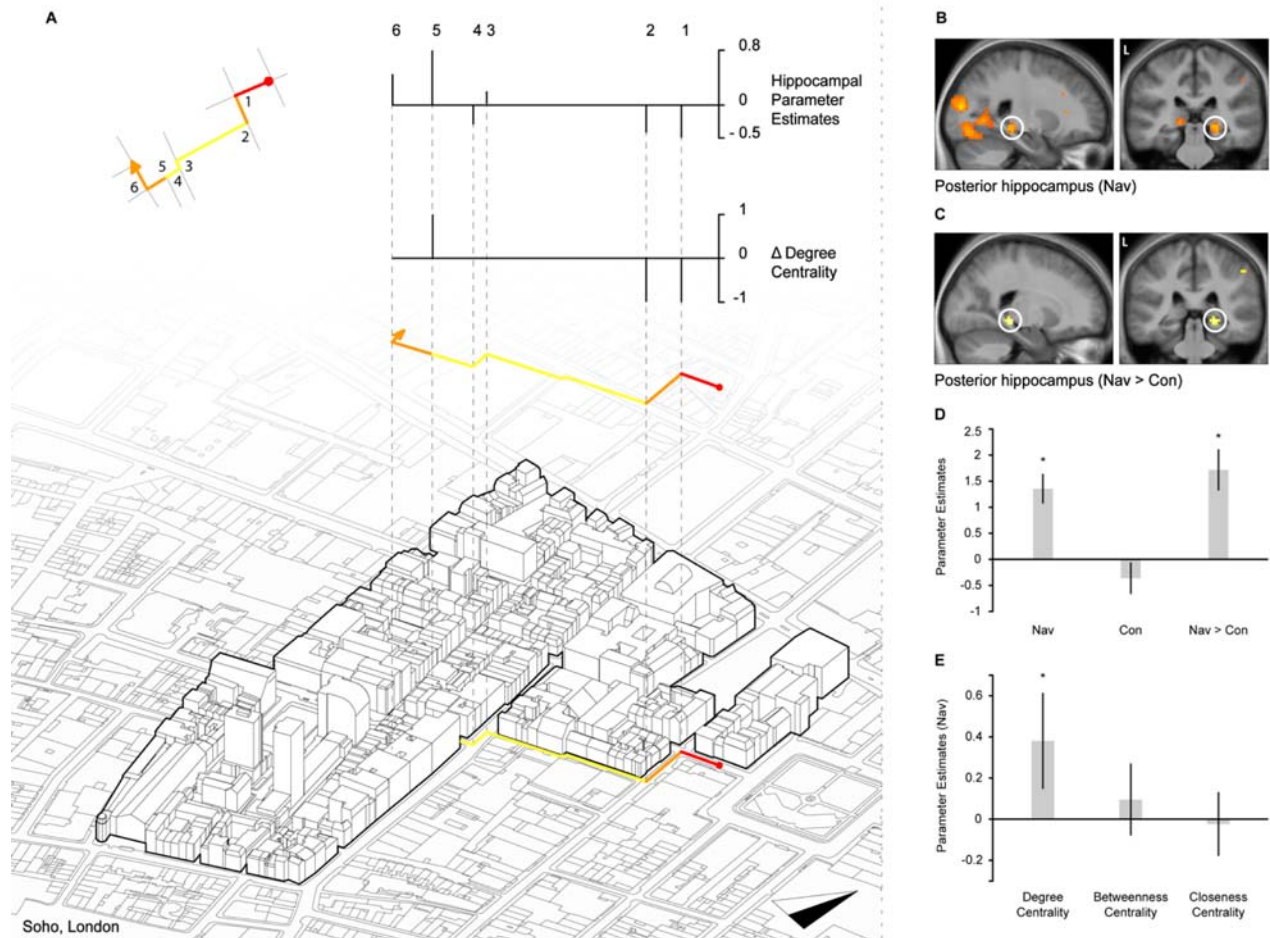 A
6 5 4 3 2 1
0.8
0
- 0.5
Hippocampal
Parameter
Estimates
1
0
-1
Δ Degree
Centrality
1
2
3
4
5
6
Soho, London
B
L
Posterior hippocampus (Nav)
C
L
Posterior hippocampus (Nav > Con)
D
Parameter Estimates
2.5
2
1.5
1
0.5
0
-0.5
-1
*
*
Nav Con Nav > Con
E
Parameter Estimates (Nav)
0.6
0.4
0.2
0
-0.2
*
Degree Betweenness Closeness
Centrality Centrality Centrality